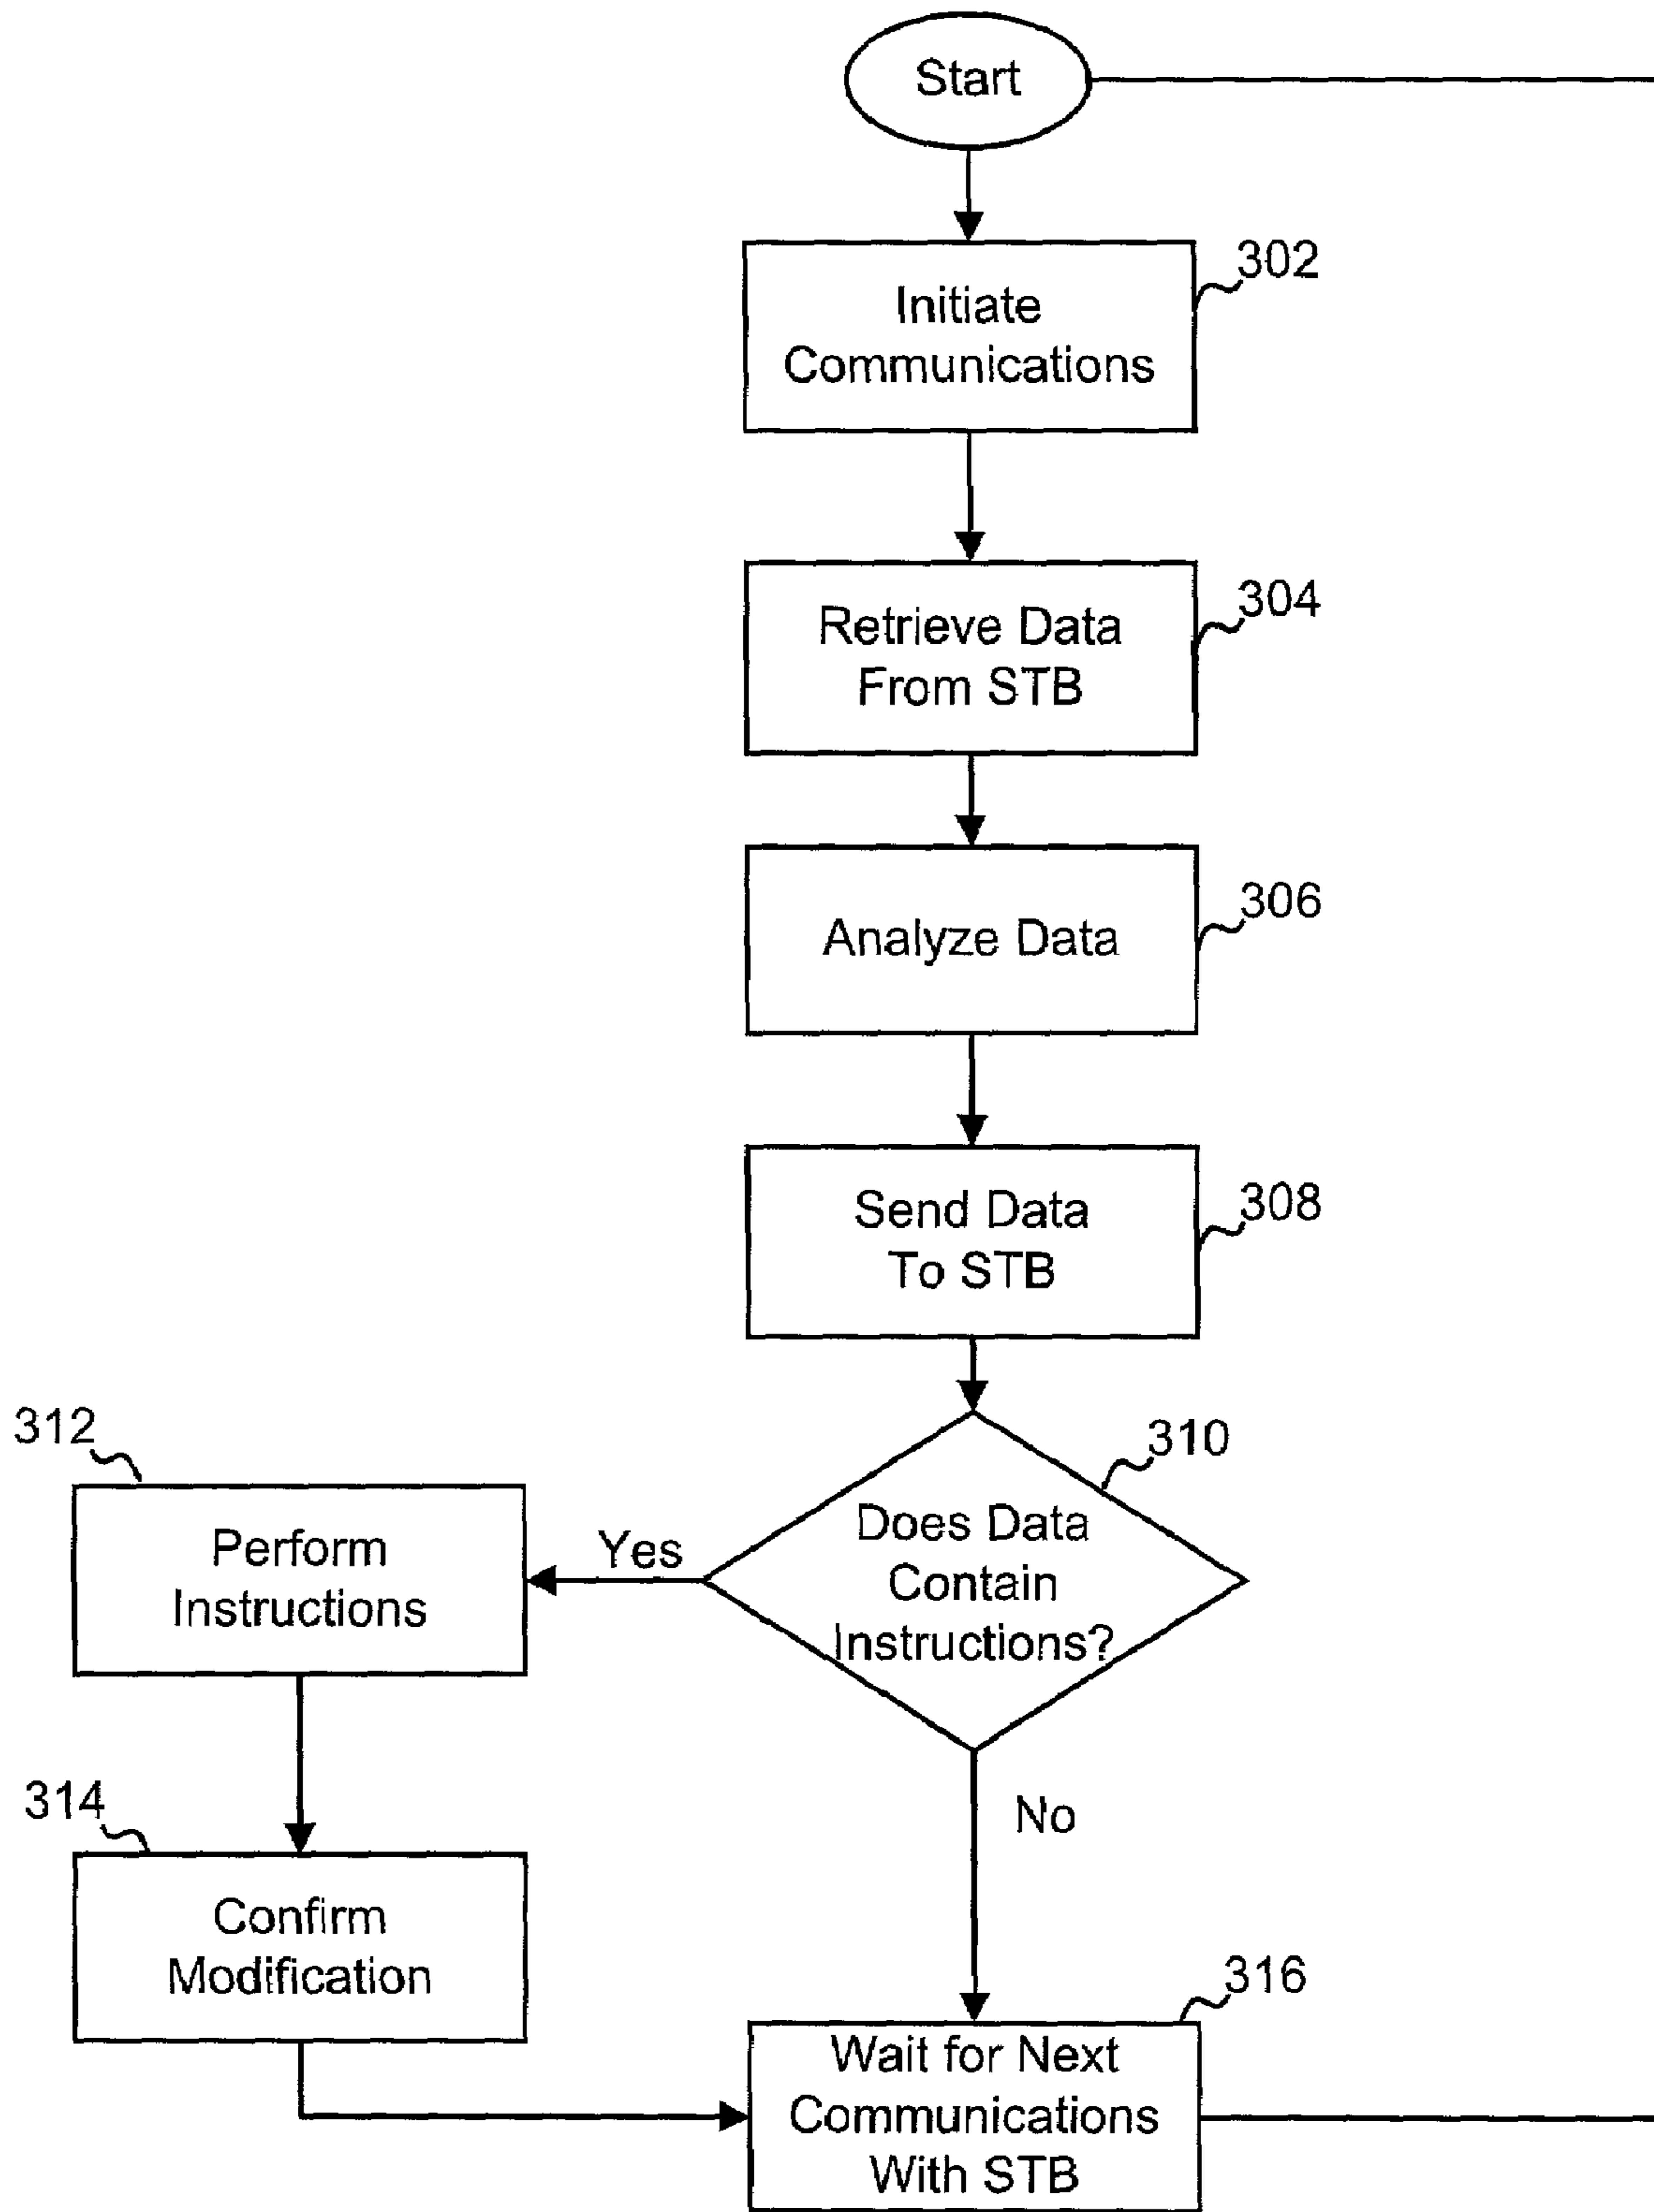 Start
302
Initiate
Communications
304
Retrieve Data
From STB
306
Analyze Data
308
Send Data
To STB
310
Does Data
Contain
Instructions?
Yes
312
Perform
Instructions
No
314
Confirm
Modification
316
Wait for Next
Communications
With STB